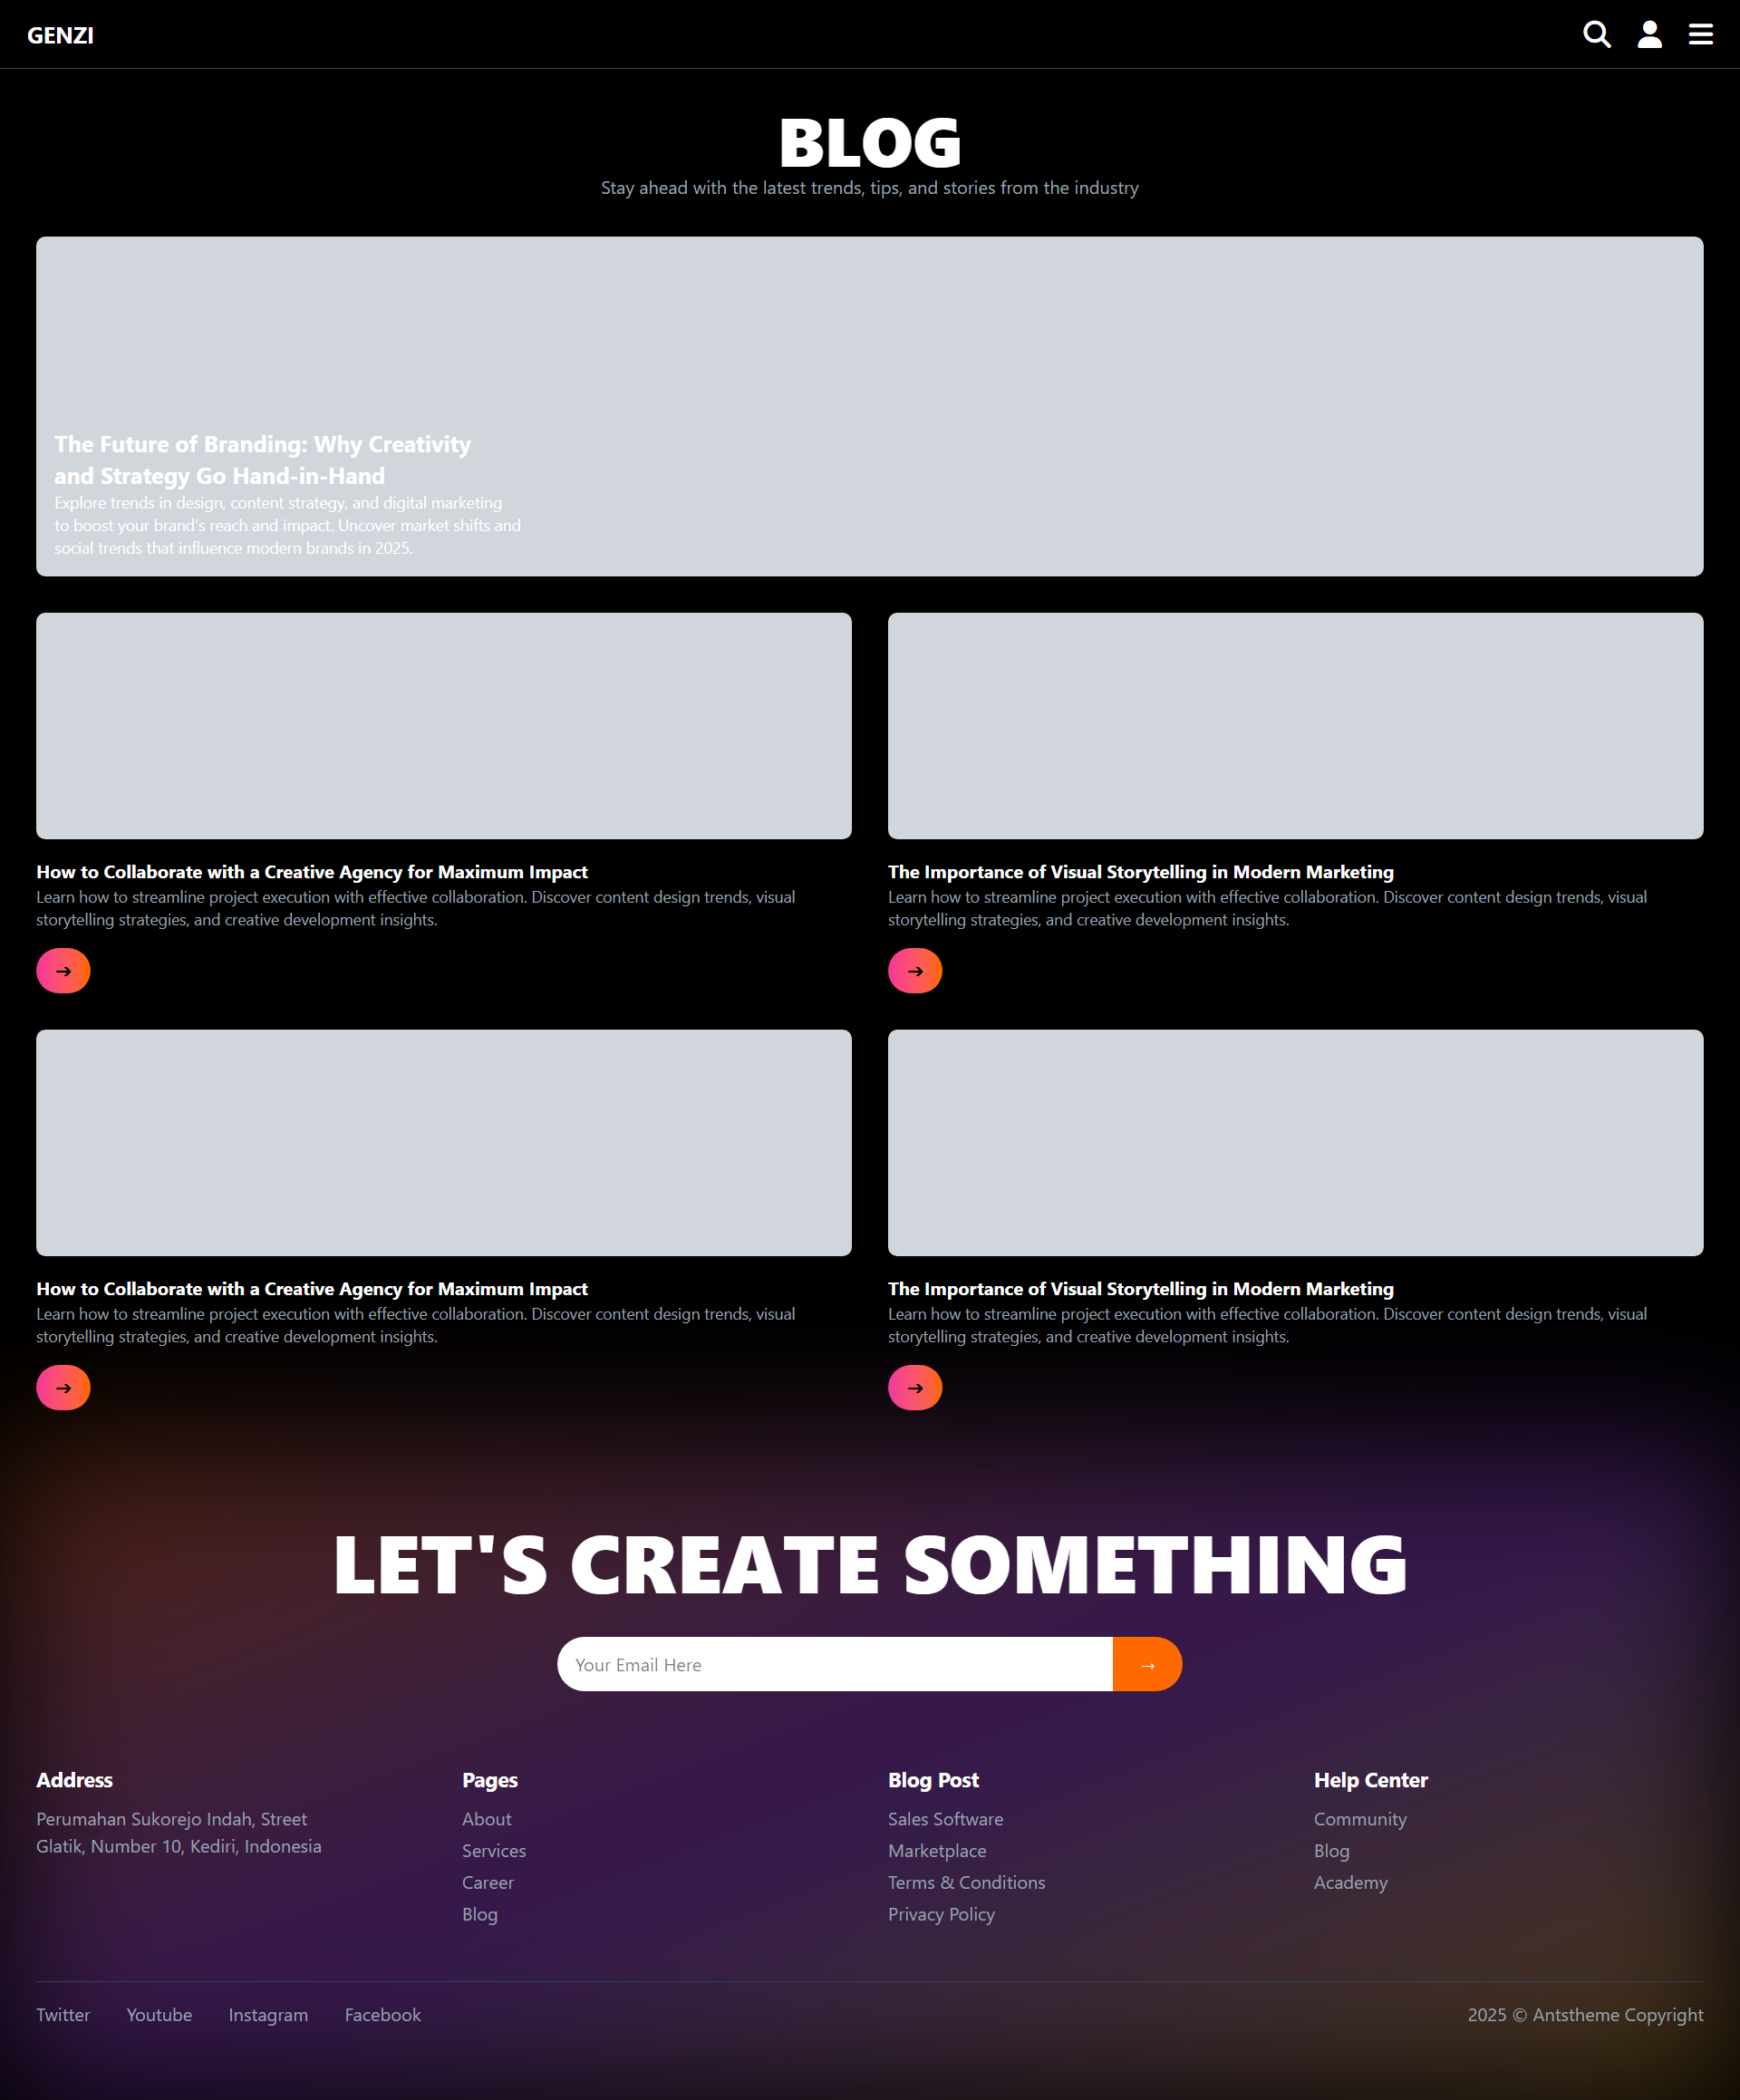 GENZI
BLOG
Stay ahead with the latest trends, tips, and stories from the industry
The Future of Branding: Why Creativity
and Strategy Go Hand-in-Hand
Explore trends in design, content strategy, and digital marketing
to boost your brand's reach and impact. Uncover market shifts and
social trends that influence modern brands in 2025.
How to Collaborate with a Creative Agency for Maximum Impact
Learn how to streamline project execution with effective collaboration. Discover content design trends, visual
storytelling strategies, and creative development insights.
➔
The Importance of Visual Storytelling in Modern Marketing
Learn how to streamline project execution with effective collaboration. Discover content design trends, visual
storytelling strategies, and creative development insights.
➔
How to Collaborate with a Creative Agency for Maximum Impact
Learn how to streamline project execution with effective collaboration. Discover content design trends, visual
storytelling strategies, and creative development insights.
➔
The Importance of Visual Storytelling in Modern Marketing
Learn how to streamline project execution with effective collaboration. Discover content design trends, visual
storytelling strategies, and creative development insights.
➔
LET'S CREATE SOMETHING
Your Email Here
→
Address
Perumahan Sukorejo Indah, Street
Glatik, Number 10, Kediri, Indonesia
Pages
About
Services
Career
Blog
Blog Post
Sales Software
Marketplace
Terms & Conditions
Privacy Policy
Help Center
Community
Blog
Academy
Twitter Youtube Instagram Facebook
2025 © Antstheme Copyright